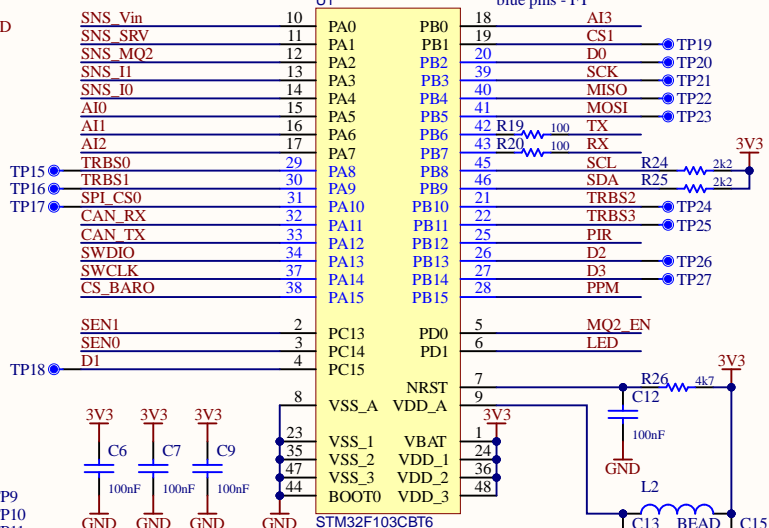 U1
blue pins - FT
D
SNS_Vin 10 PA0 PB0 18 AI3
SNS_SRV 11 PA1 PB1 19 CS1 TP19
SNS_MQ2 12 PA2 PB2 20 D0 TP20
SNS_I1 13 PA3 PB3 39 SCK TP21
SNS_I0 14 PA4 PB4 40 MISO TP22
AI0 15 PA5 PB5 41 MOSI TP23
AI1 16 PA6 PB6 42 R19 100 TX
AI2 17 PA7 PB7 43 R20 100 RX
3V3
TP15 TRBS0 29 PA8 PB8 45 SCL R24 2k2
TP16 TRBS1 30 PA9 PB9 46 SDA R25 2k2
TP17 SPI_CS0 31 PA10 PB10 21 TRBS2 TP24
CAN_RX 32 PA11 PB11 22 TRBS3 TP25
CAN_TX 33 PA12 PB12 25 PIR
SWDIO 34 PA13 PB13 26 D2 TP26
SWCLK 37 PA14 PB14 27 D3 TP27
CS_BARO 38 PA15 PB15 28 PPM
SEN1 2 PC13 PD0 5 MQ2_EN
SEN0 3 PC14 PD1 6 LED
TP18 D1 4 PC15
3V3
NRST 7 R26 4k7
8 VSS_A VDD_A 9 C12
3V3 3V3 3V3 3V3
100nF
23 VSS_1 VBAT 1
C6 C7 C9 35 VSS_2 VDD_1 24
GND
47 VSS_3 VDD_2 36
100nF 100nF 100nF 44 BOOT0 VDD_3 48
L2
P9
P10
GND GND GND GND STM32F103CBT6 C13 BEAD C15